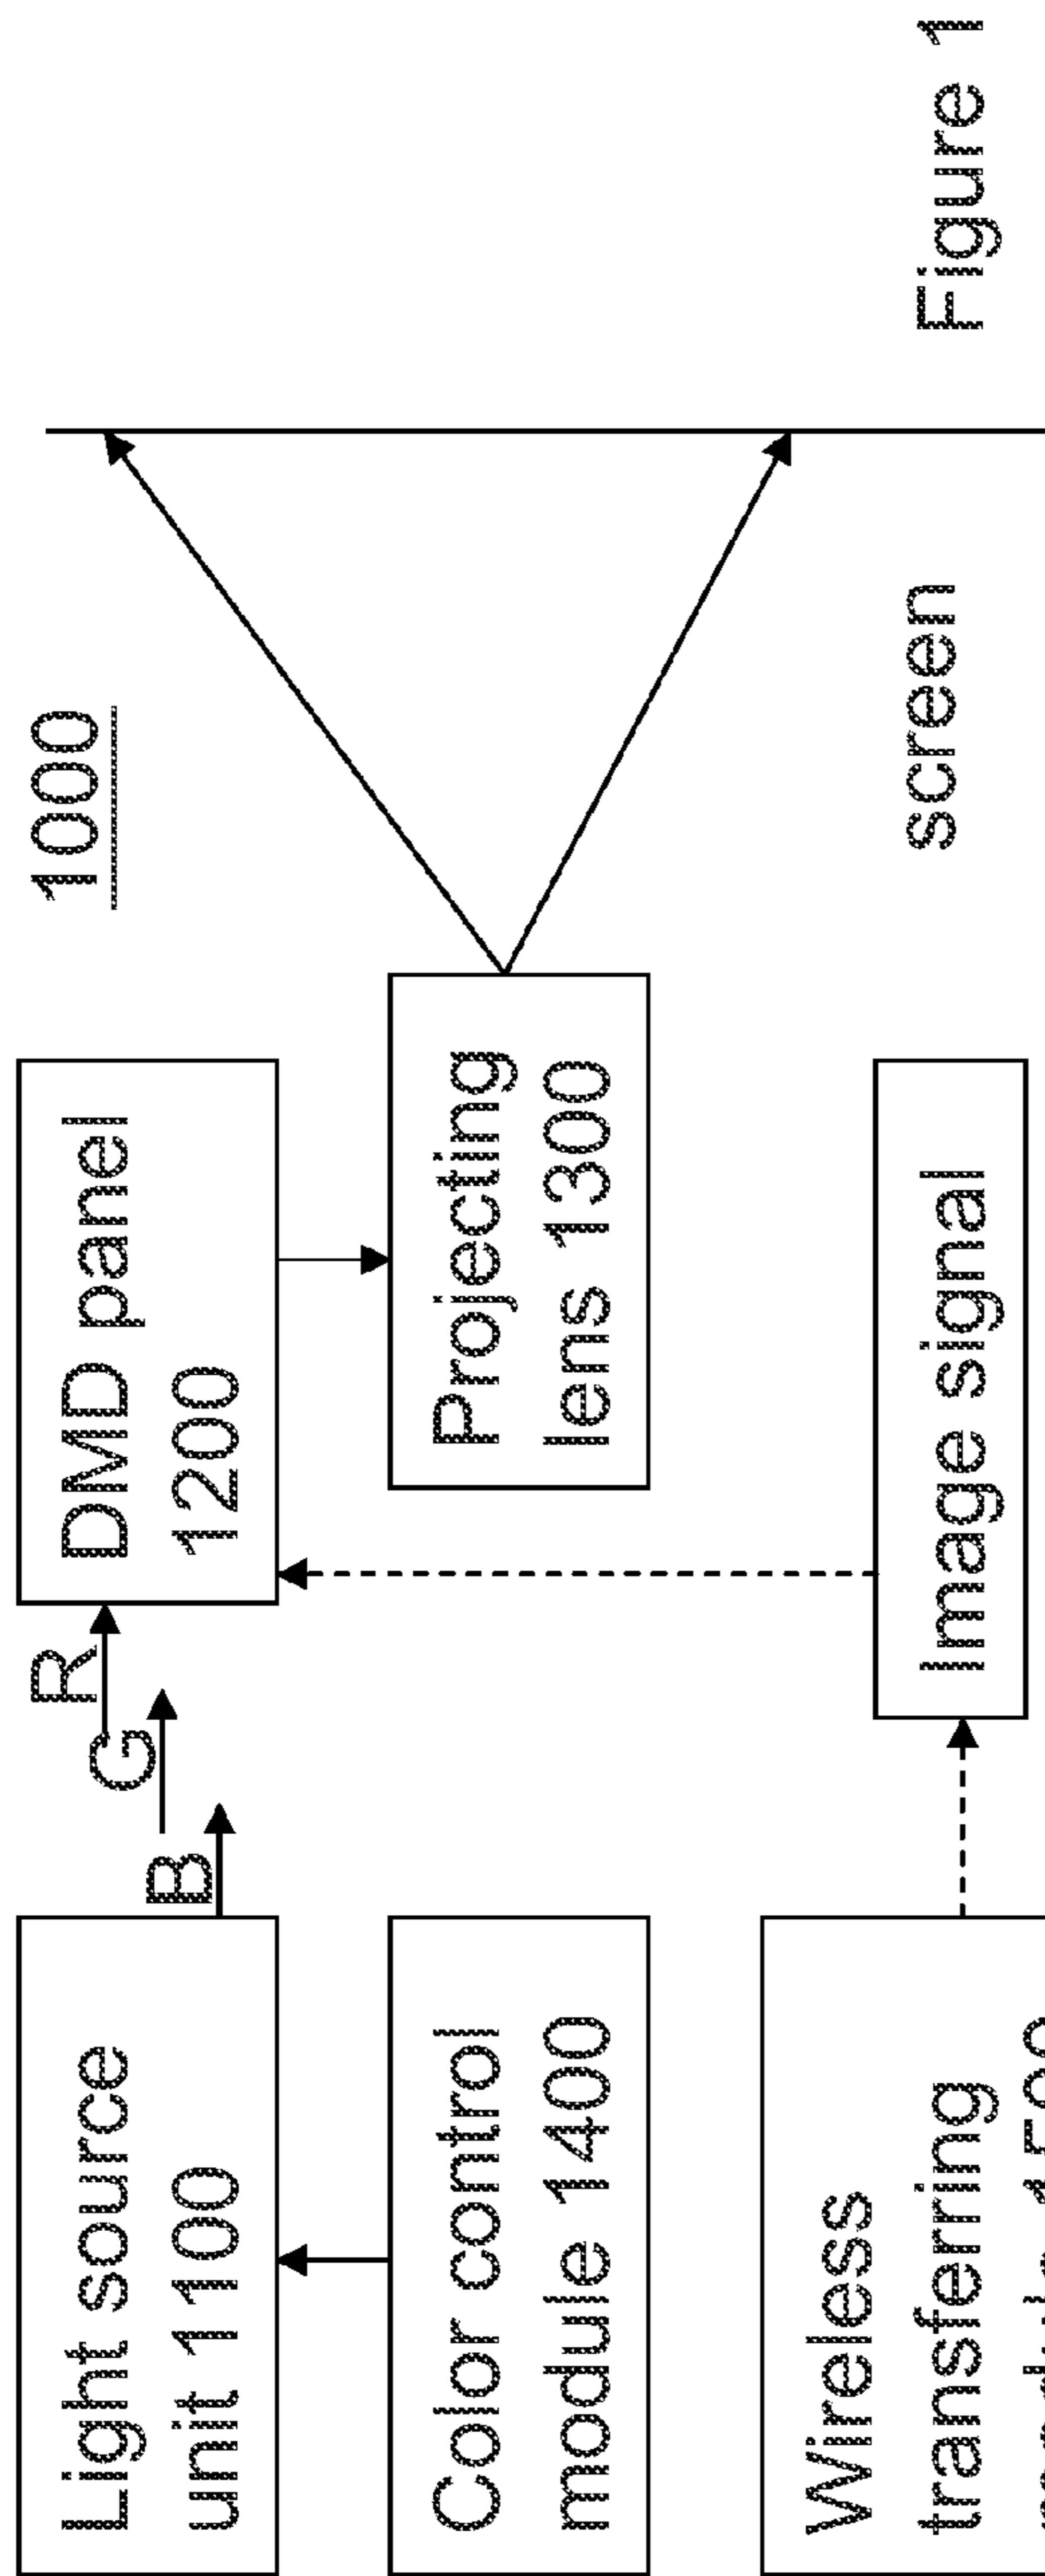 1000
Light source
unit 1100
B
G
R
DMD panel
1200
Color control
module 1400
Projecting
lens 1300
Wireless
transferring
Image signal
screen
Figure 1